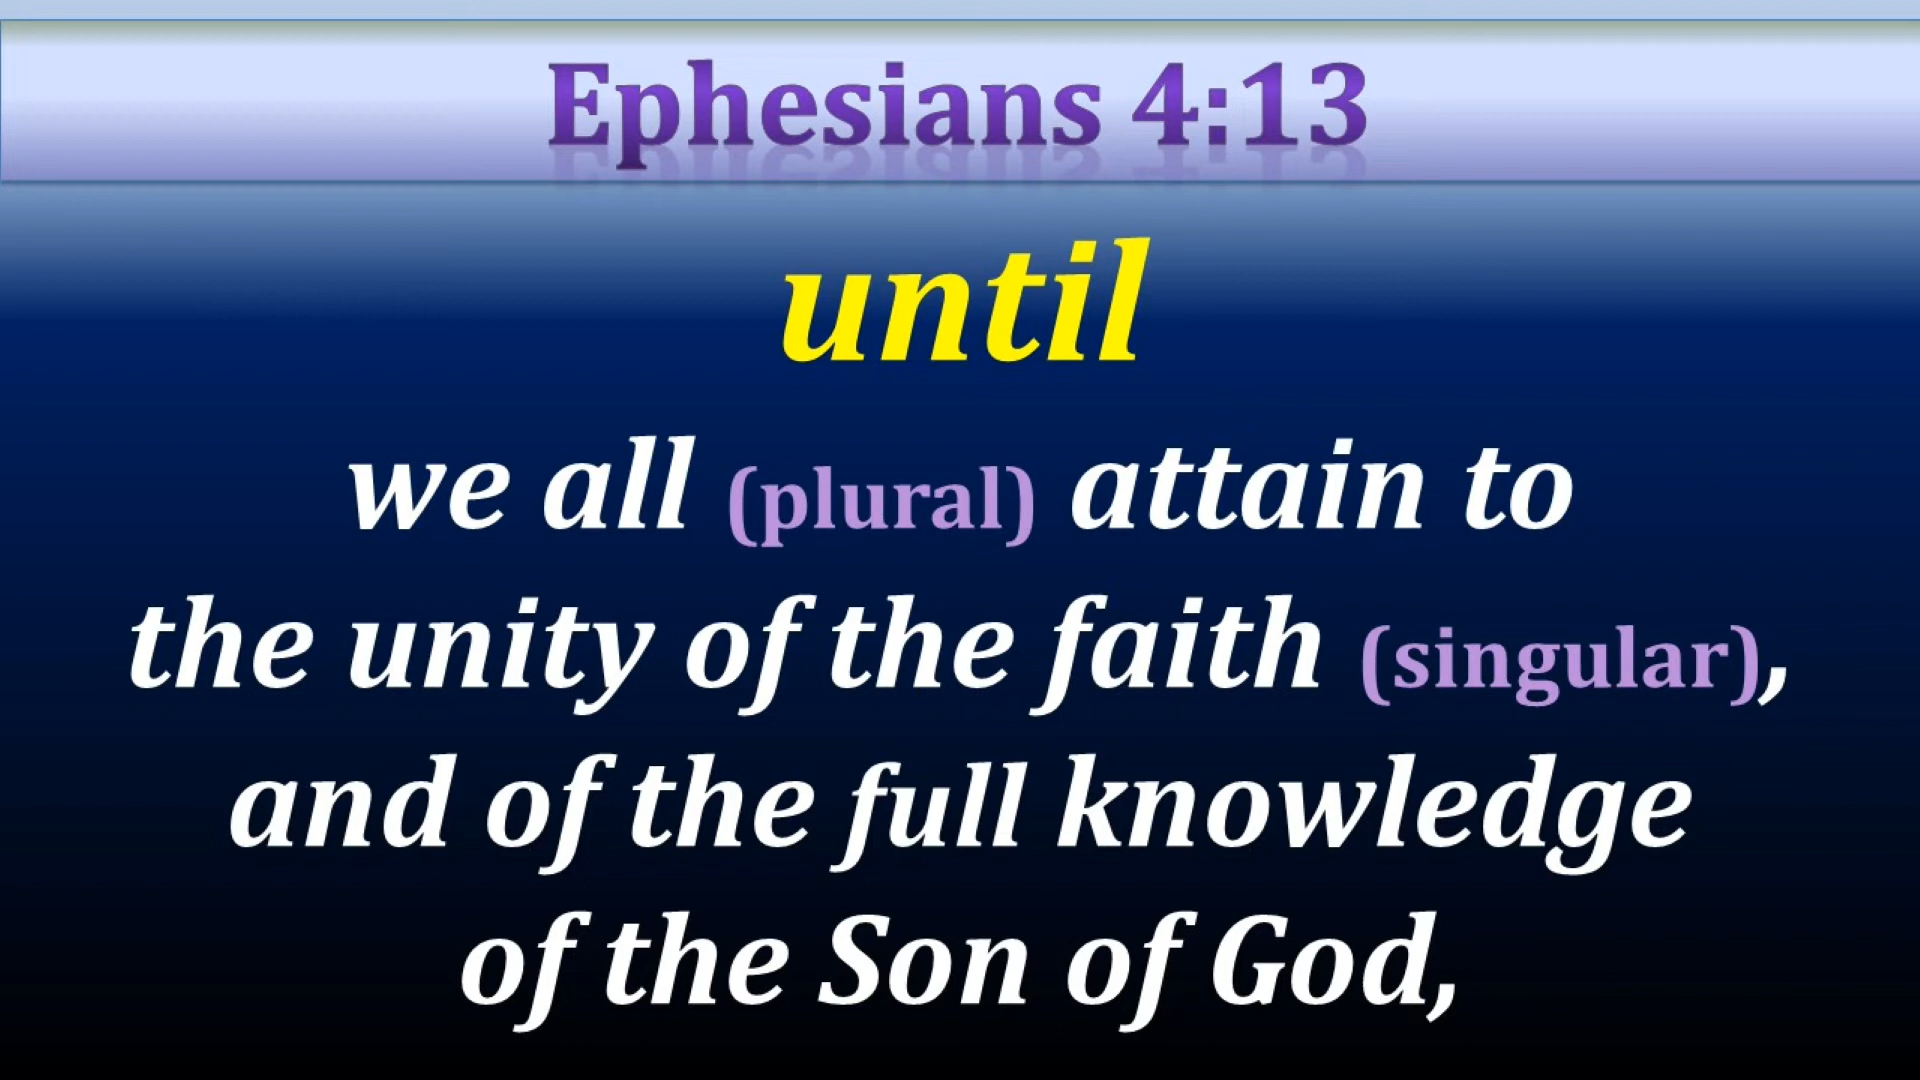 Ephesians 4:13
until
we all (plural) attain to
the unity of the faith (singular),
and of the full knowledge
of the Son of God,